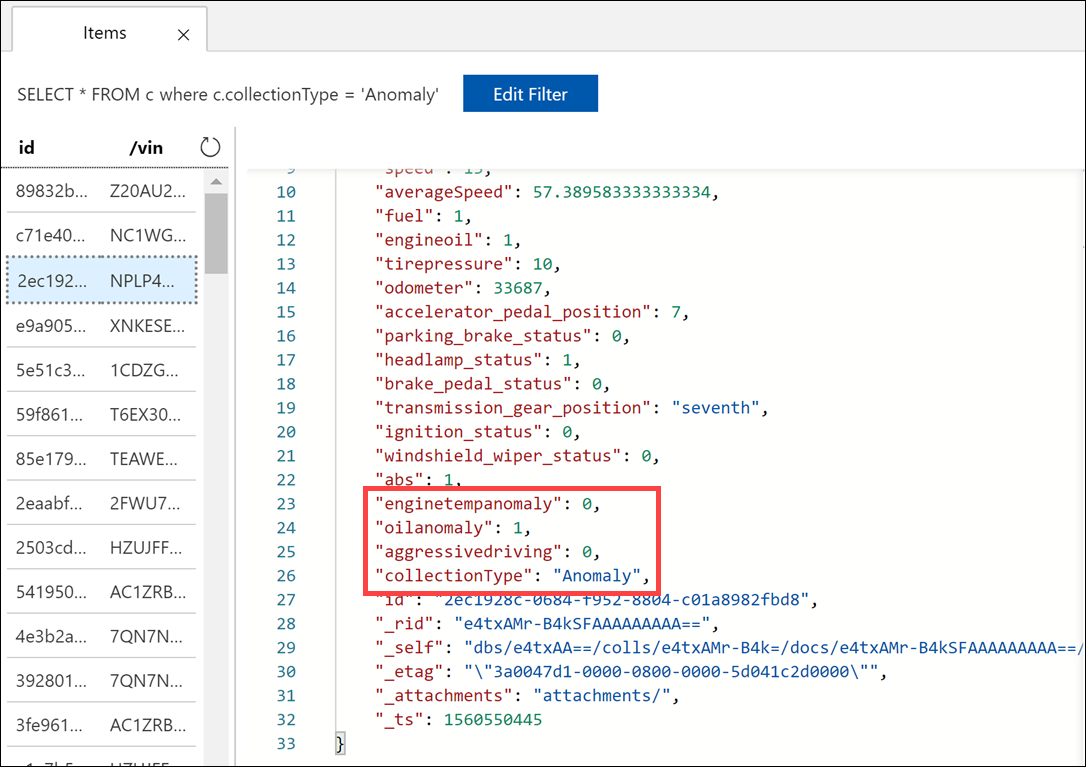 Items
SELECT * FROM c where c.collectionType = 'Anomaly'
Edit Filter
id /vin
89832b... Z20AU2...
c71e40... NC1WG...
2ec192... NPLP4...
e9a905... XNKESE...
5e51c3... 1CDZG...
59f861... T6EX30...
85e179... TEAWE...
2eaabf... 2FWU7...
2503cd... HZUJFF...
541950... AC1ZRB...
4e3b2a... 7QN7N...
392801... 7QN7N...
3fe961... AC1ZRB...
9 "speed": 15,
10 "averageSpeed": 57.389583333333334,
11 "fuel": 1,
12 "engineoil": 1,
13 "tirepressure": 10,
14 "odometer": 33687,
15 "accelerator_pedal_position": 7,
16 "parking_brake_status": 0,
17 "headlamp_status": 1,
18 "brake_pedal_status": 0,
19 "transmission_gear_position": "seventh",
20 "ignition_status": 0,
21 "windshield_wiper_status": 0,
22 "abs": 1,
23 "enginetempanomaly": 0,
24 "oilanomaly": 1,
25 "aggressivedriving": 0,
26 "collectionType": "Anomaly",
27 "id": "2ec1928c-0684-f952-8804-c01a8982fbd8",
28 "_rid": "e4txAMr-B4kSFAAAAAAAAA==",
29 "_self": "dbs/e4txAA==/colls/e4txAMr-B4k=/docs/e4txAMr-B4kSFAAAAAAAAA==/
30 "_etag": "\"3a0047d1-0000-0800-0000-5d041c2d0000\"",
31 "_attachments": "attachments/",
32 "_ts": 1560550445
33 }